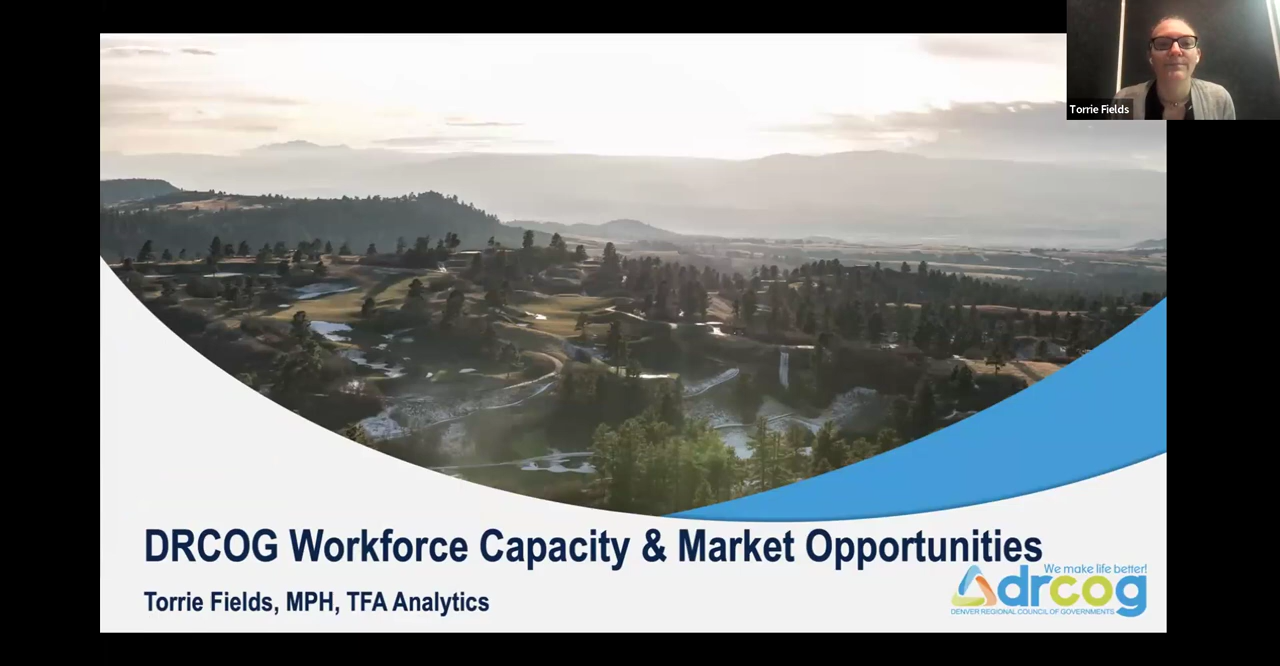 Torrie Fields
DRCOG Workforce Capacity & Market Opportunities
Torrie Fields, MPH, TFA Analytics
We make life better!
drcog
DENVER REGIONAL COUNCIL OF GOVERNMENTS